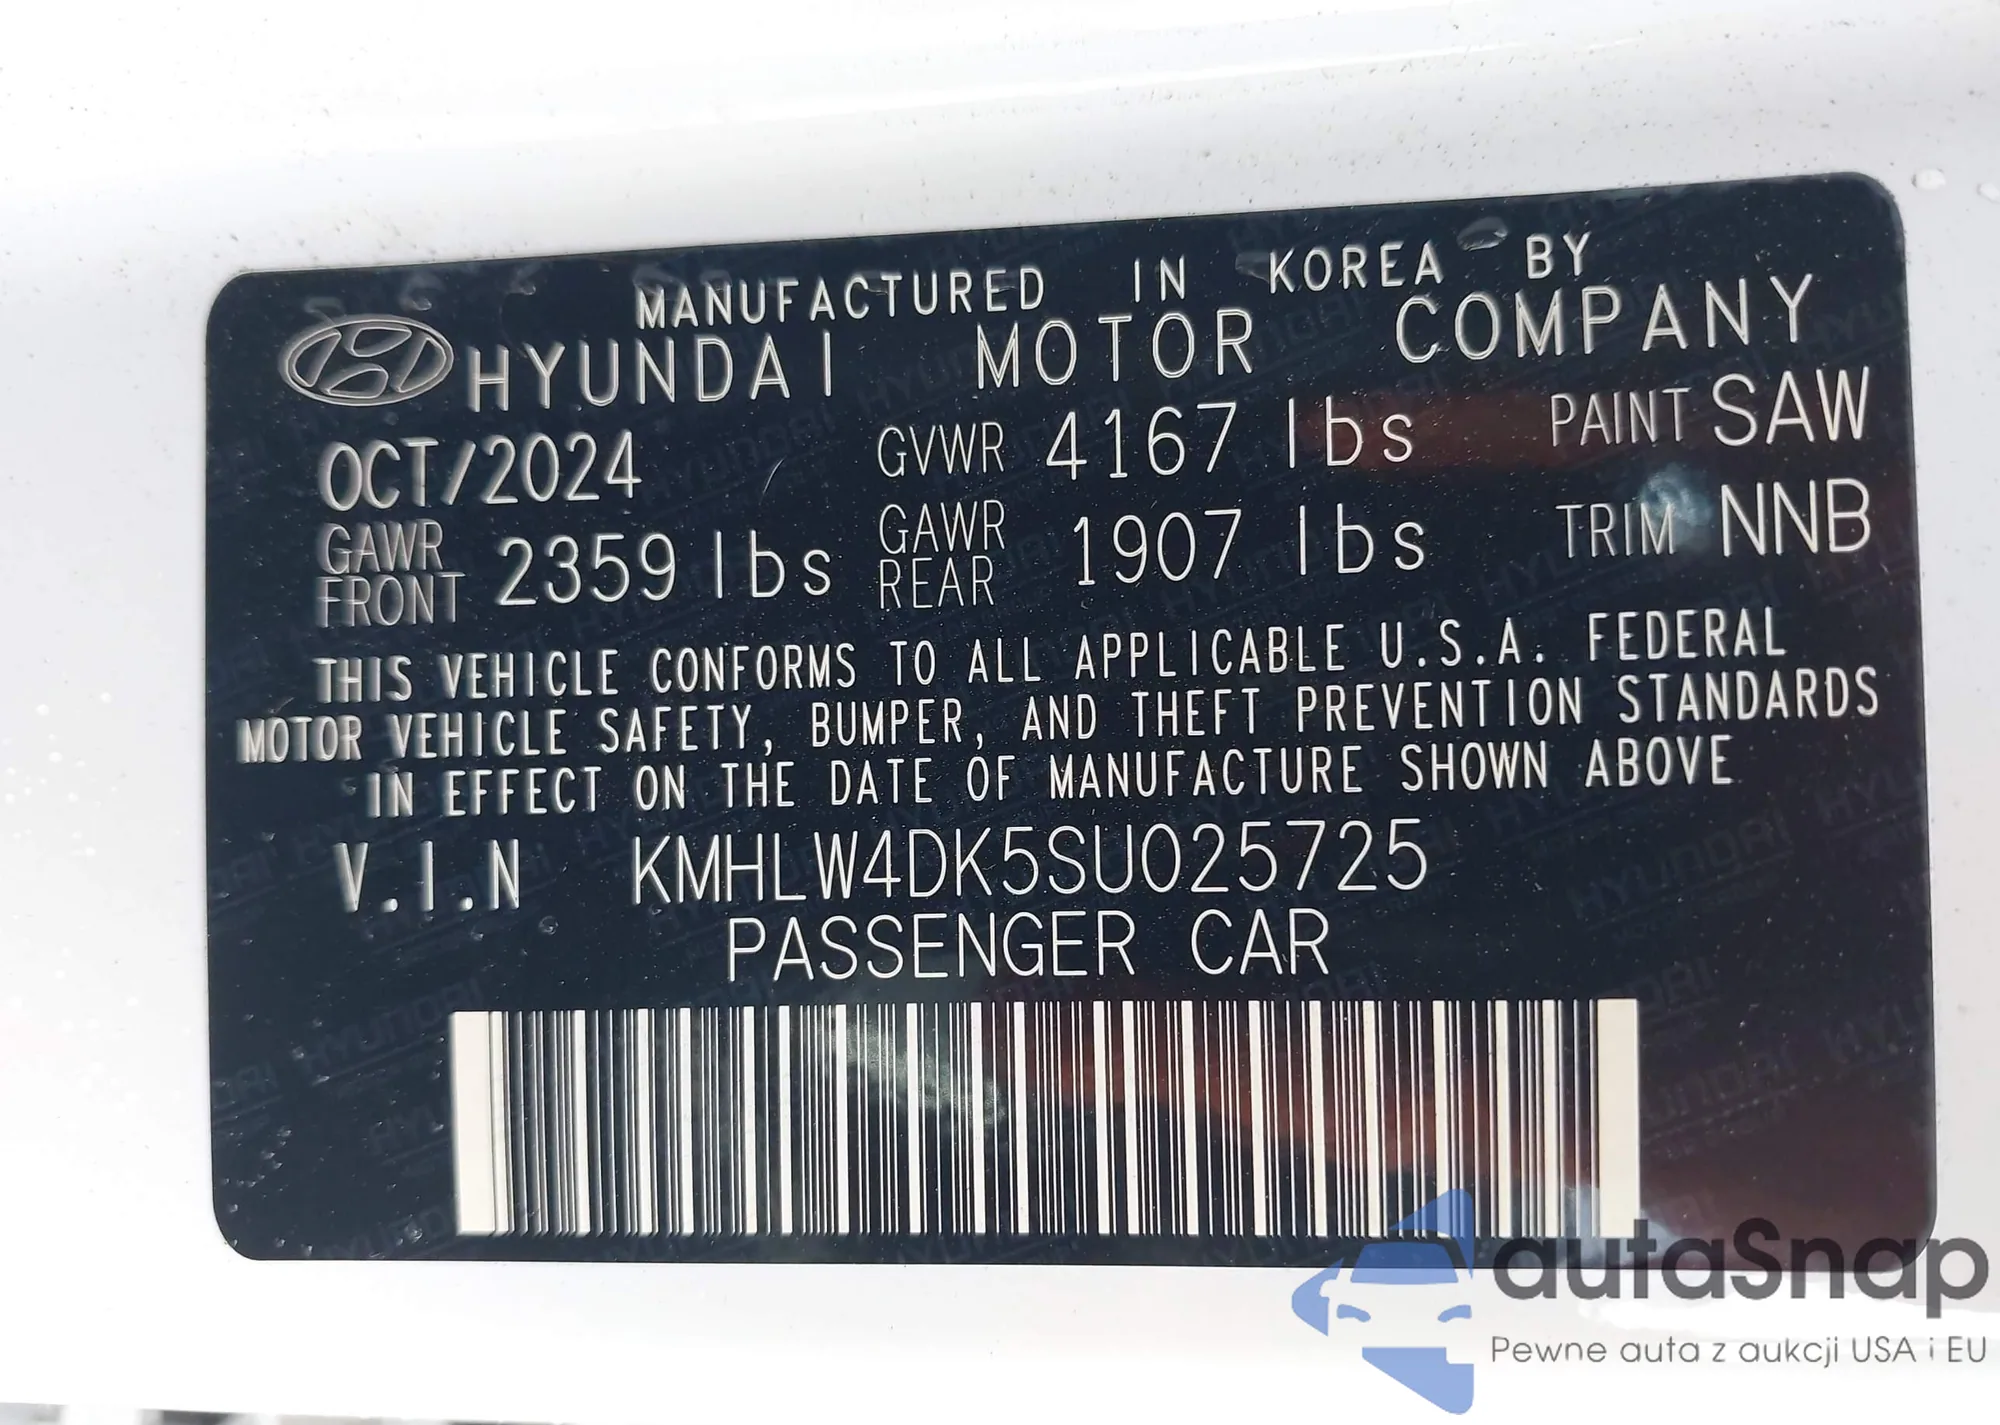 MANUFACTURED IN KOREA BY
HYUNDAI MOTOR COMPANY
OCT/2024 GVWR 4167 lbs PAINT SAW
GAWR FRONT 2359 lbs GAWR REAR 1907 lbs TRIM NNB
THIS VEHICLE CONFORMS TO ALL APPLICABLE U.S.A. FEDERAL
MOTOR VEHICLE SAFETY, BUMPER, AND THEFT PREVENTION STANDARDS
IN EFFECT ON THE DATE OF MANUFACTURE SHOWN ABOVE
V.I.N KMHLW4DK5SU025725
PASSENGER CAR
autaSnap
Pewne auta z aukcji USA i EU